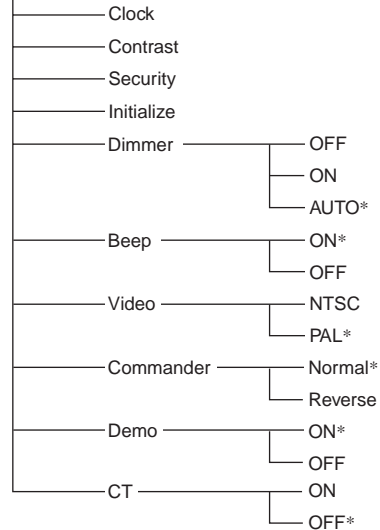 Clock
Contrast
Security
Initialize
Dimmer OFF
ON
AUTO*
Beep ON*
OFF
Video NTSC
PAL*
Commander Normal*
Reverse
Demo ON*
OFF
CT ON
OFF*